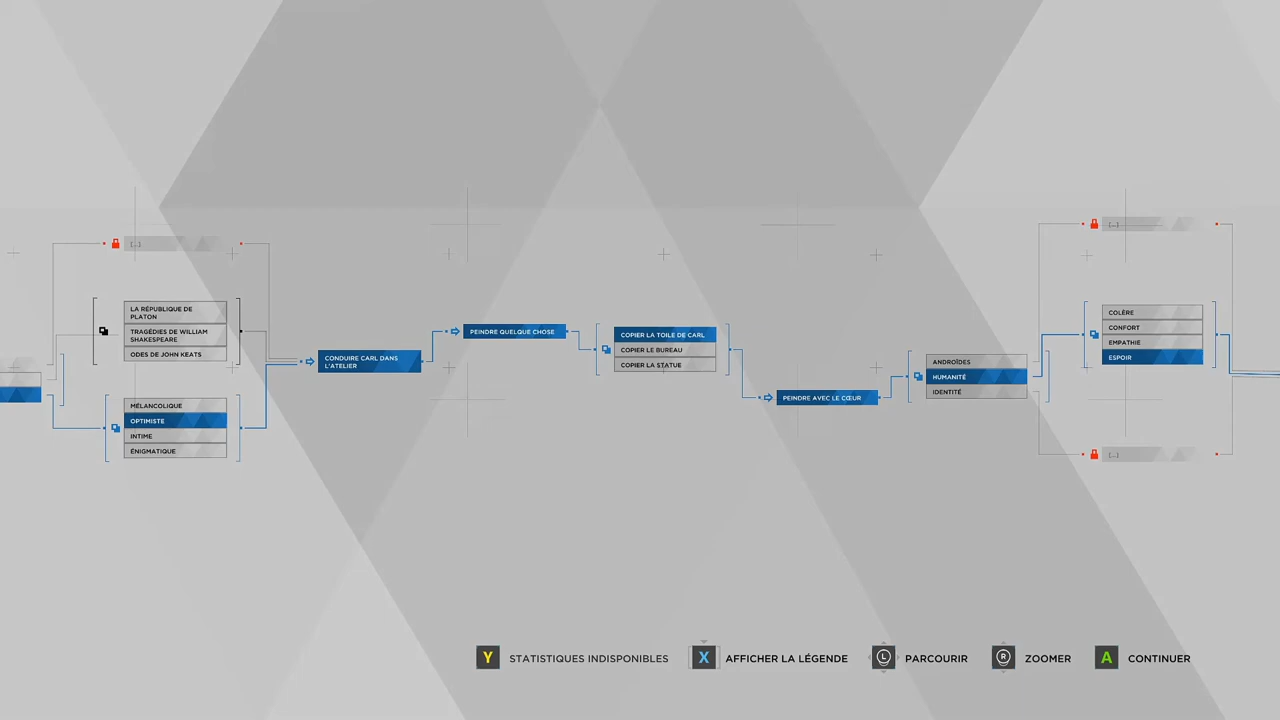 [...]
LA RÉPUBLIQUE DE
PLATON
TRAGÉDIES DE WILLIAM
SHAKESPEARE
ODES DE JOHN KEATS
MÉLANCOLIQUE
OPTIMISTE
INTIME
ÉNIGMATIQUE
CONDUIRE CARL DANS
L'ATELIER
PEINDRE QUELQUE CHOSE
COPIER LA TOILE DE CARL
COPIER LE BUREAU
COPIER LA STATUE
PEINDRE AVEC LE CŒUR
ANDROÏDES
HUMANITÉ
IDENTITÉ
[...]
COLÈRE
CONFORT
EMPATHIE
ESPOIR
[...]
Y STATISTIQUES INDISPONIBLES X AFFICHER LA LÉGENDE L PARCOURIR R ZOOMER A CONTINUER